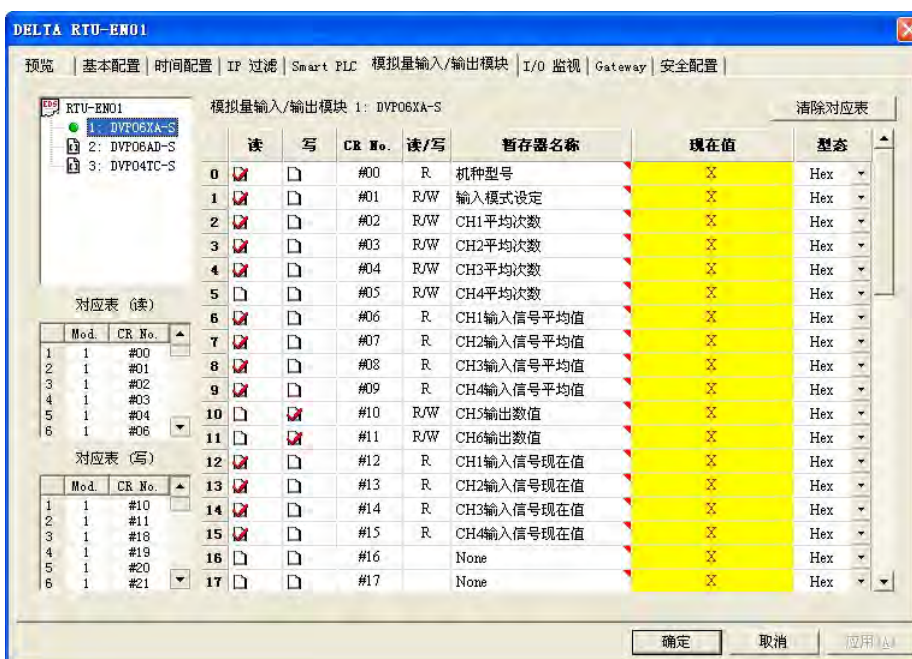 DELTA RTU-EN01
预览 基本配置 时间配置 IP 过滤 Smart PLC 模拟量输入/输出模块 I/O 监视 Gateway 安全配置
EDS RTU-EN01
1: DVP06XA-S
2: DVP06AD-S
3: DVP04TC-S
模拟量输入/输出模块 1: DVP06XA-S 清除对应表
读 写 CR No. 读/写 暂存器名称 现在值 型态
0 #00 R 机种型号 X Hex
1 #01 R/W 输入模式设定 X Hex
2 #02 R/W CH1平均次数 X Hex
3 #03 R/W CH2平均次数 X Hex
4 #04 R/W CH3平均次数 X Hex
5 #05 R/W CH4平均次数 X Hex
6 #06 R CH1输入信号平均值 X Hex
7 #07 R CH2输入信号平均值 X Hex
8 #08 R CH3输入信号平均值 X Hex
9 #09 R CH4输入信号平均值 X Hex
10 #10 R/W CH5输出数值 X Hex
11 #11 R/W CH6输出数值 X Hex
12 #12 R CH1输入信号现在值 X Hex
13 #13 R CH2输入信号现在值 X Hex
14 #14 R CH3输入信号现在值 X Hex
15 #15 R CH4输入信号现在值 X Hex
16 #16 None X Hex
17 #17 None X Hex
对应表 (读)
Mod. CR No.
1 1 #00
2 1 #01
3 1 #02
4 1 #03
5 1 #04
6 1 #06
对应表 (写)
Mod. CR No.
1 1 #10
2 1 #11
3 1 #18
4 1 #19
5 1 #20
6 1 #21
确定 取消 应用(A)